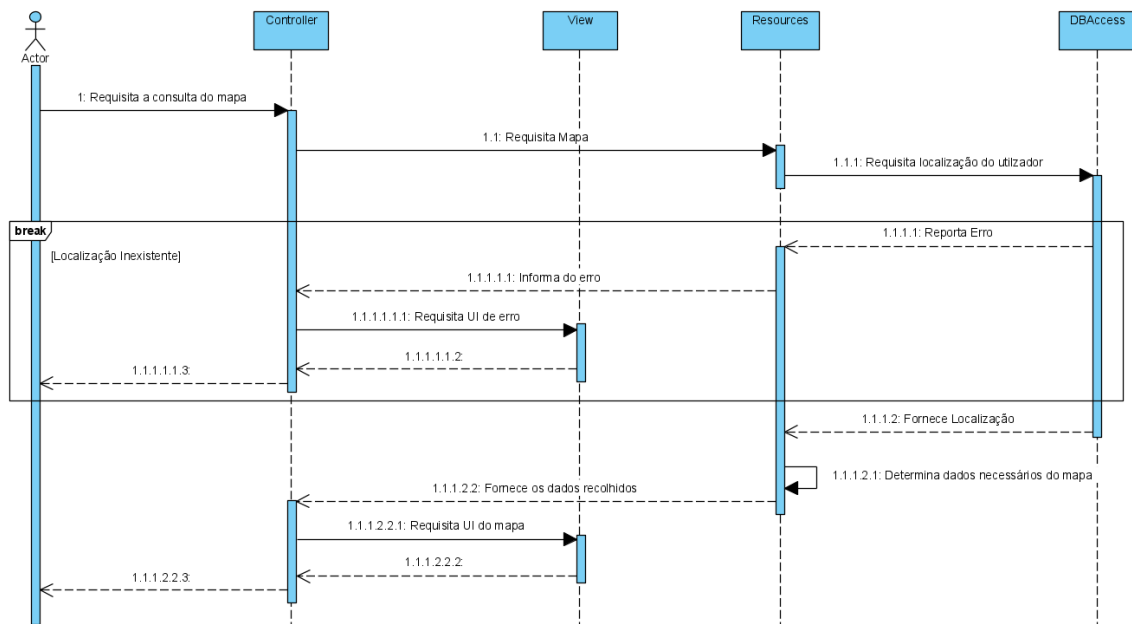 Controller
View
Resources
DBAccess
Actor
1: Requisita a consulta do mapa
1.1: Requisita Mapa
1.1.1: Requisita localização do utilzador
break
[Localização Inexistente]
1.1.1.1: Reporta Erro
1.1.1.1.1: Informa do erro
1.1.1.1.1.1: Requisita UI de erro
1.1.1.1.1.2:
1.1.1.1.1.3:
1.1.1.2: Fornece Localização
1.1.1.2.1: Determina dados necessários do mapa
1.1.1.2.2: Fornece os dados recolhidos
1.1.1.2.2.1: Requisita UI do mapa
1.1.1.2.2.2:
1.1.1.2.2.3: